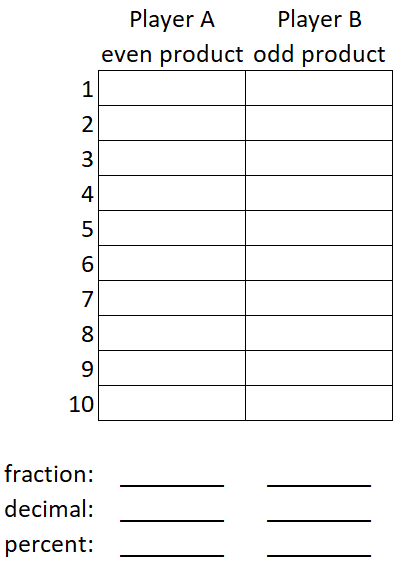 Player A Player B
even product odd product
1
2
3
4
5
6
7
8
9
10
fraction:
decimal:
percent: